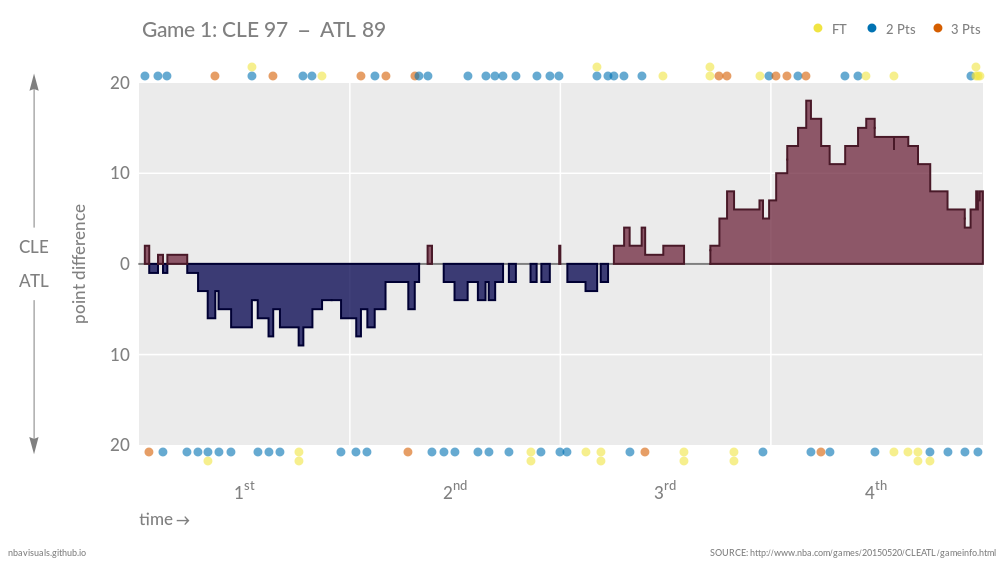 Game 1: CLE 97 – ATL 89
FT
2 Pts
3 Pts
20
10
0
10
20
CLE
ATL
point difference
1st
2nd
3rd
4th
time→
nbavisuals.github.io
SOURCE: http://www.nba.com/games/20150520/CLEATL/gameinfo.html